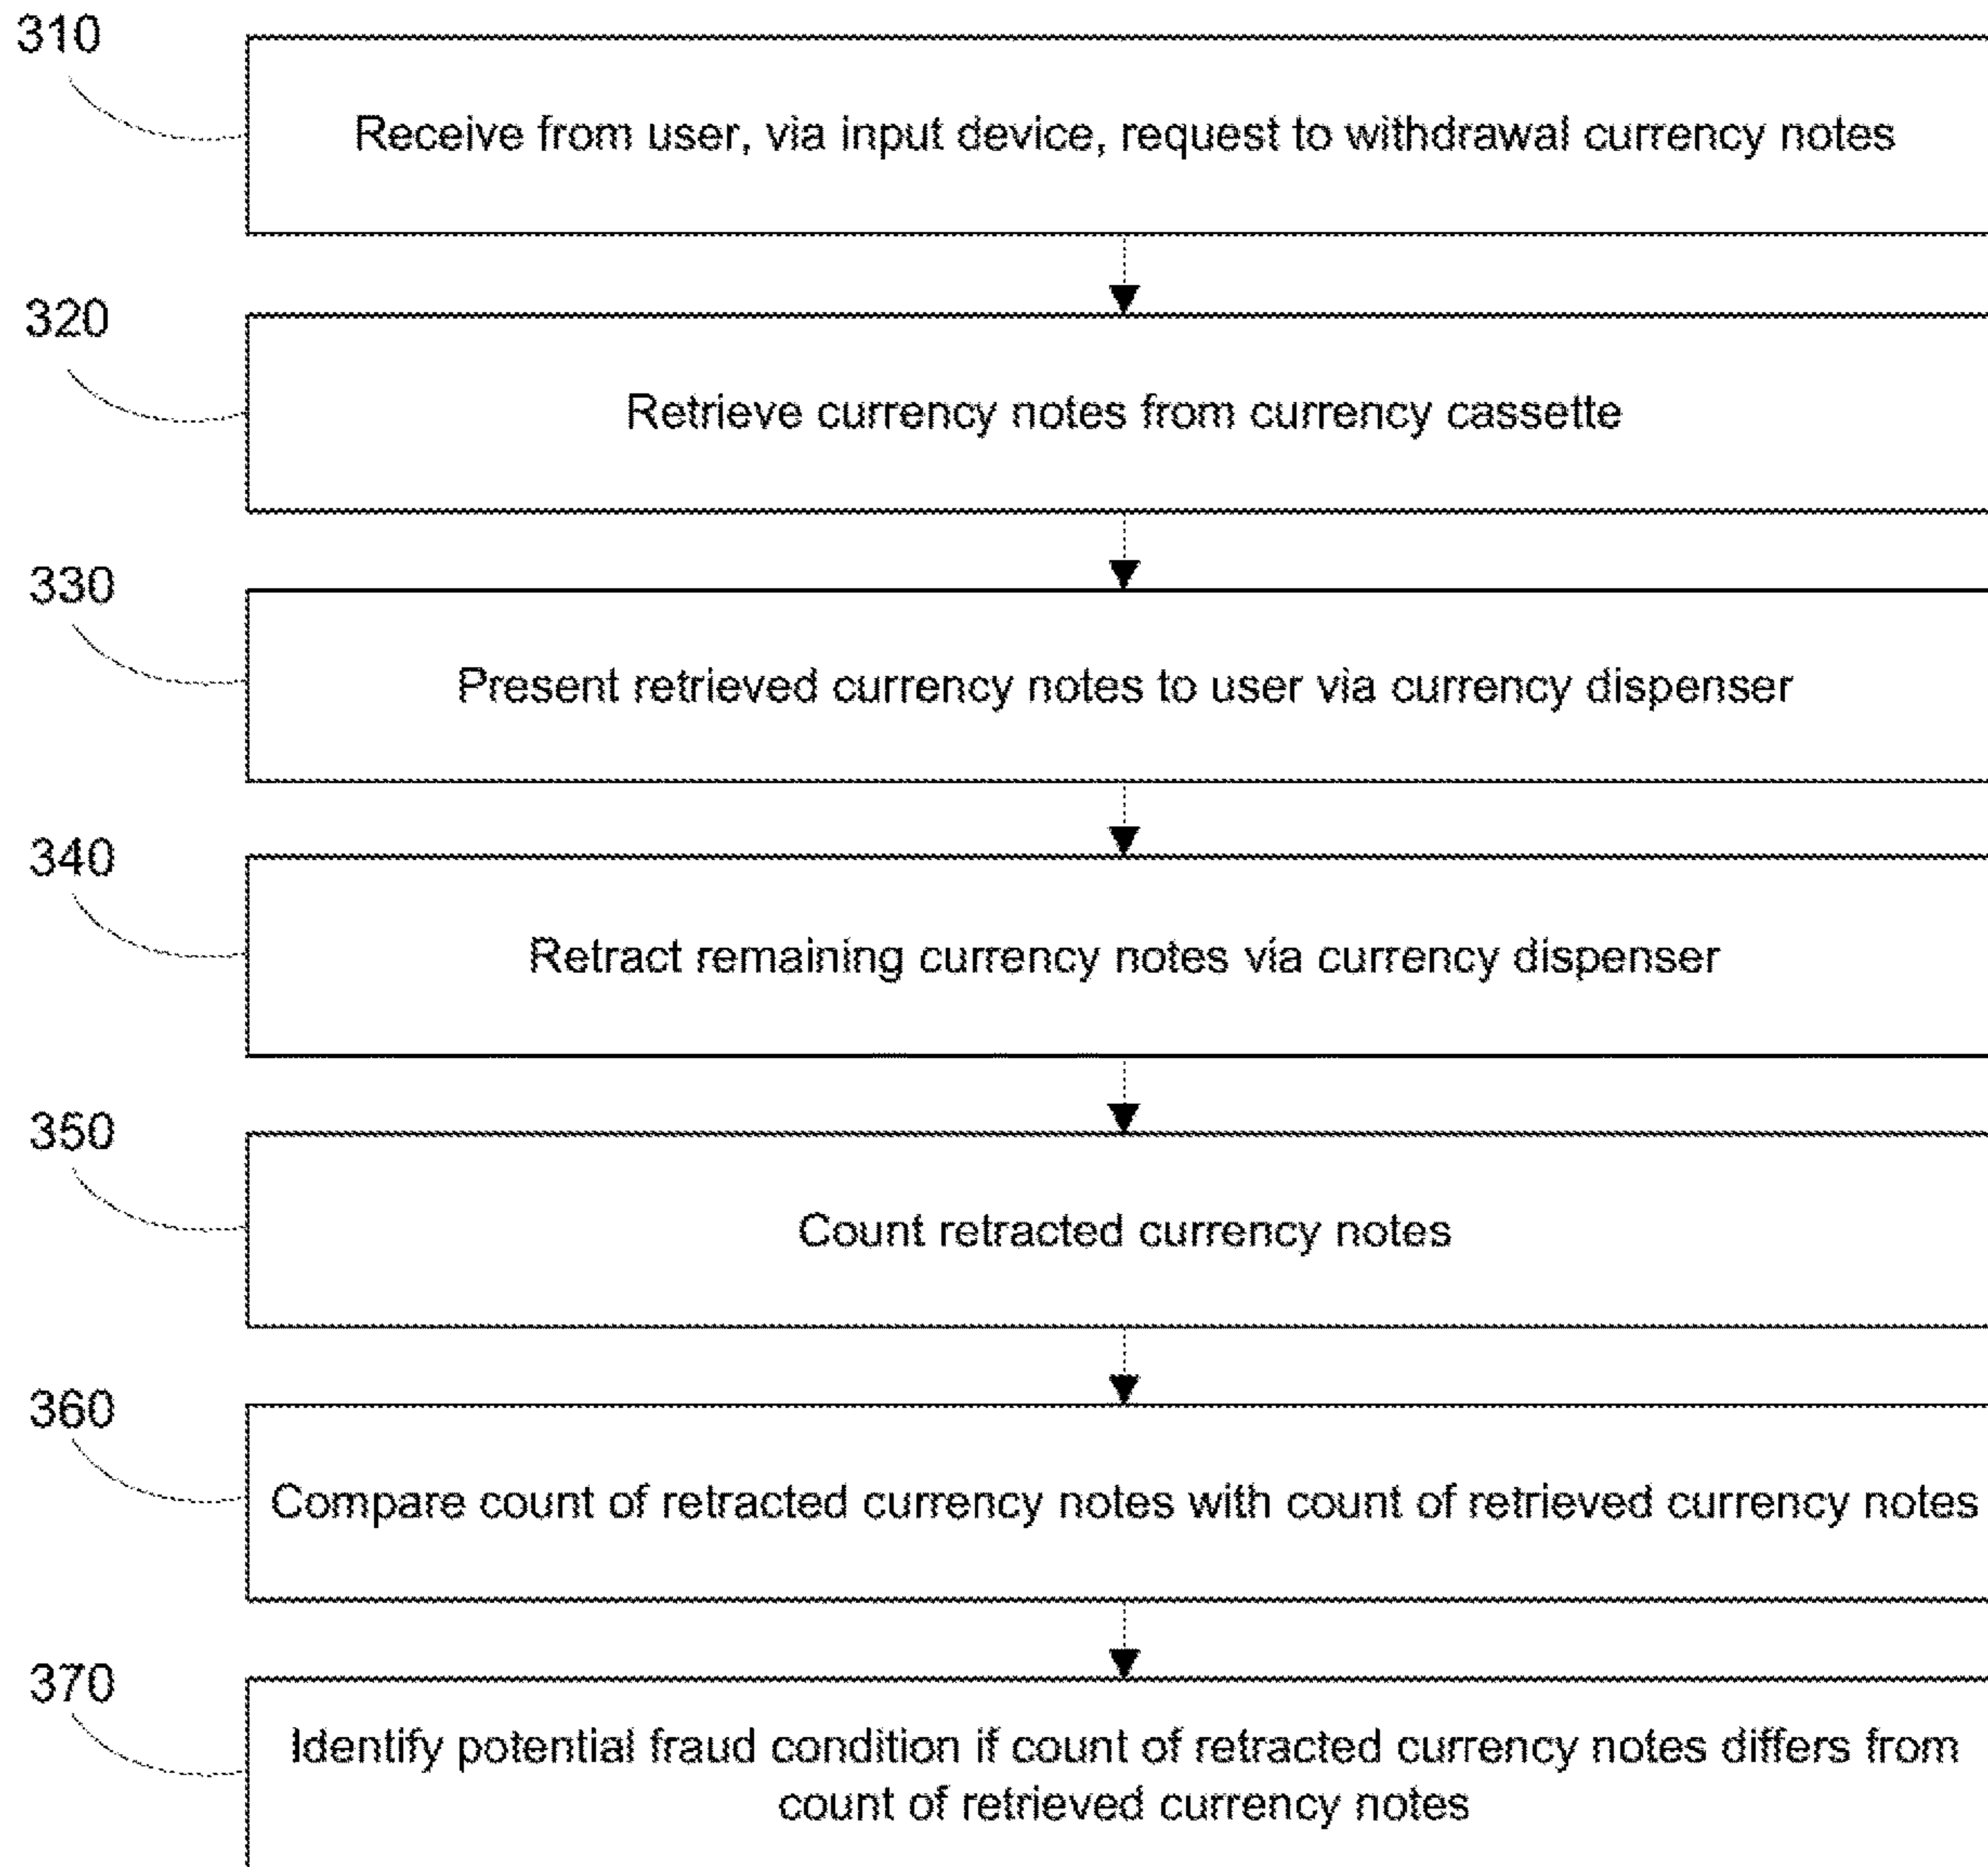 310
Receive from user, via input device, request to withdrawal currency notes
320
Retrieve currency notes from currency cassette
330
Present retrieved currency notes to user via currency dispenser
340
Retract remaining currency notes via currency dispenser
350
Count retracted currency notes
360
Compare count of retracted currency notes with count of retrieved currency notes
370
Identify potential fraud condition if count of retracted currency notes differs from
count of retrieved currency notes